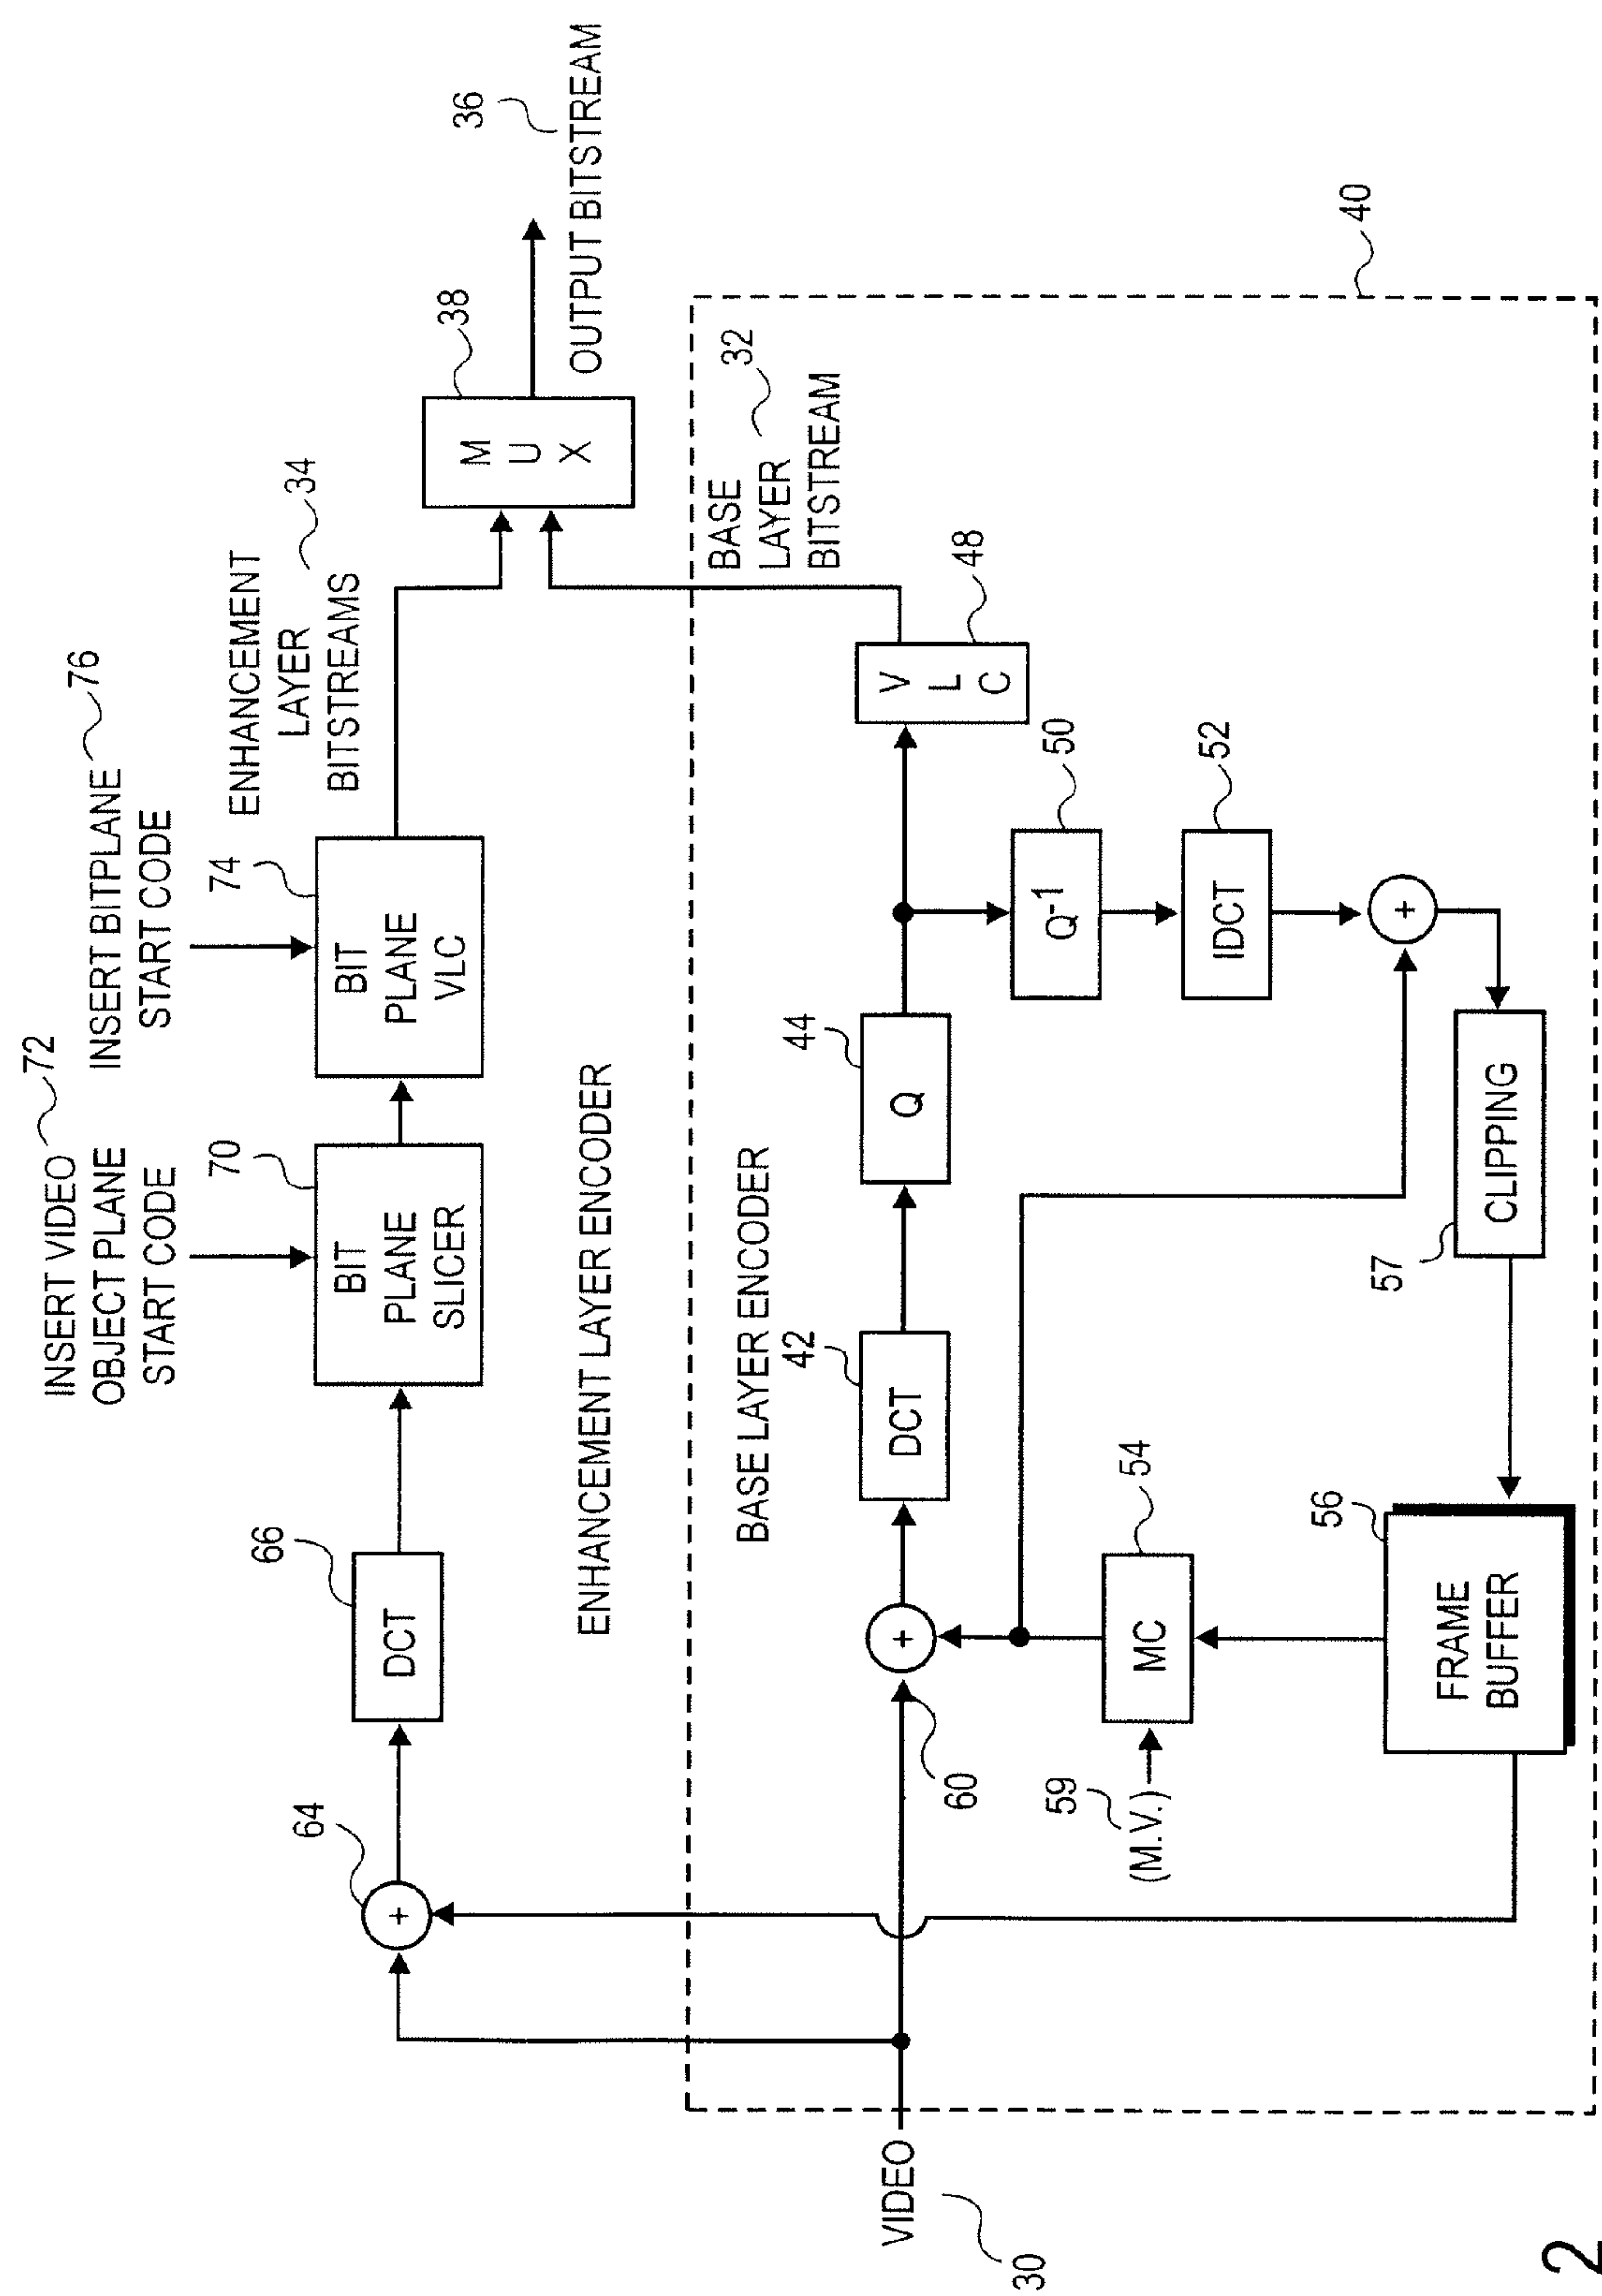 INSERT VIDEO 72
OBJECT PLANE
START CODE
INSERT BITPLANE 76
START CODE
ENHANCEMENT
LAYER 34
BITSTREAMS
64
66
DCT
70
BIT
PLANE
SLICER
74
BIT
PLANE
VLC
38
M
U
X
36
OUTPUT BITSTREAM
ENHANCEMENT LAYER ENCODER
BASE LAYER ENCODER
BASE
LAYER 32
BITSTREAM
40
VIDEO
30
+
+
60
42
DCT
44
Q
48
V
L
C
59
(M.V.)
54
MC
50
Q-1
52
IDCT
+
56
FRAME
BUFFER
57
CLIPPING
2